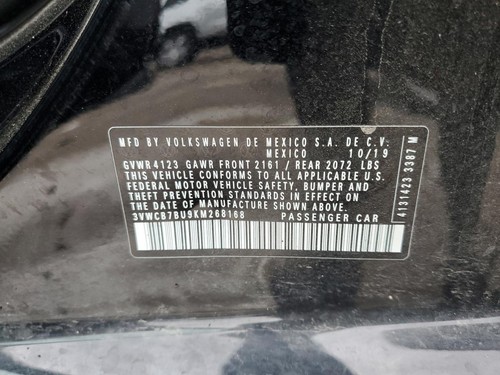 MFD BY VOLKSWAGEN DE MEXICO S.A. DE C.V.
MEXICO 10/19
GVWR 4123 GAWR FRONT 2161 / REAR 2072 LBS
THIS VEHICLE CONFORMS TO ALL APPLICABLE U.S.
FEDERAL MOTOR VEHICLE SAFETY, BUMPER AND
THEFT PREVENTION STANDARDS IN EFFECT ON
DATE OF MANUFACTURE SHOWN ABOVE.
3VWCB7BU9KM268168 PASSENGER CAR
4131423 3387 M